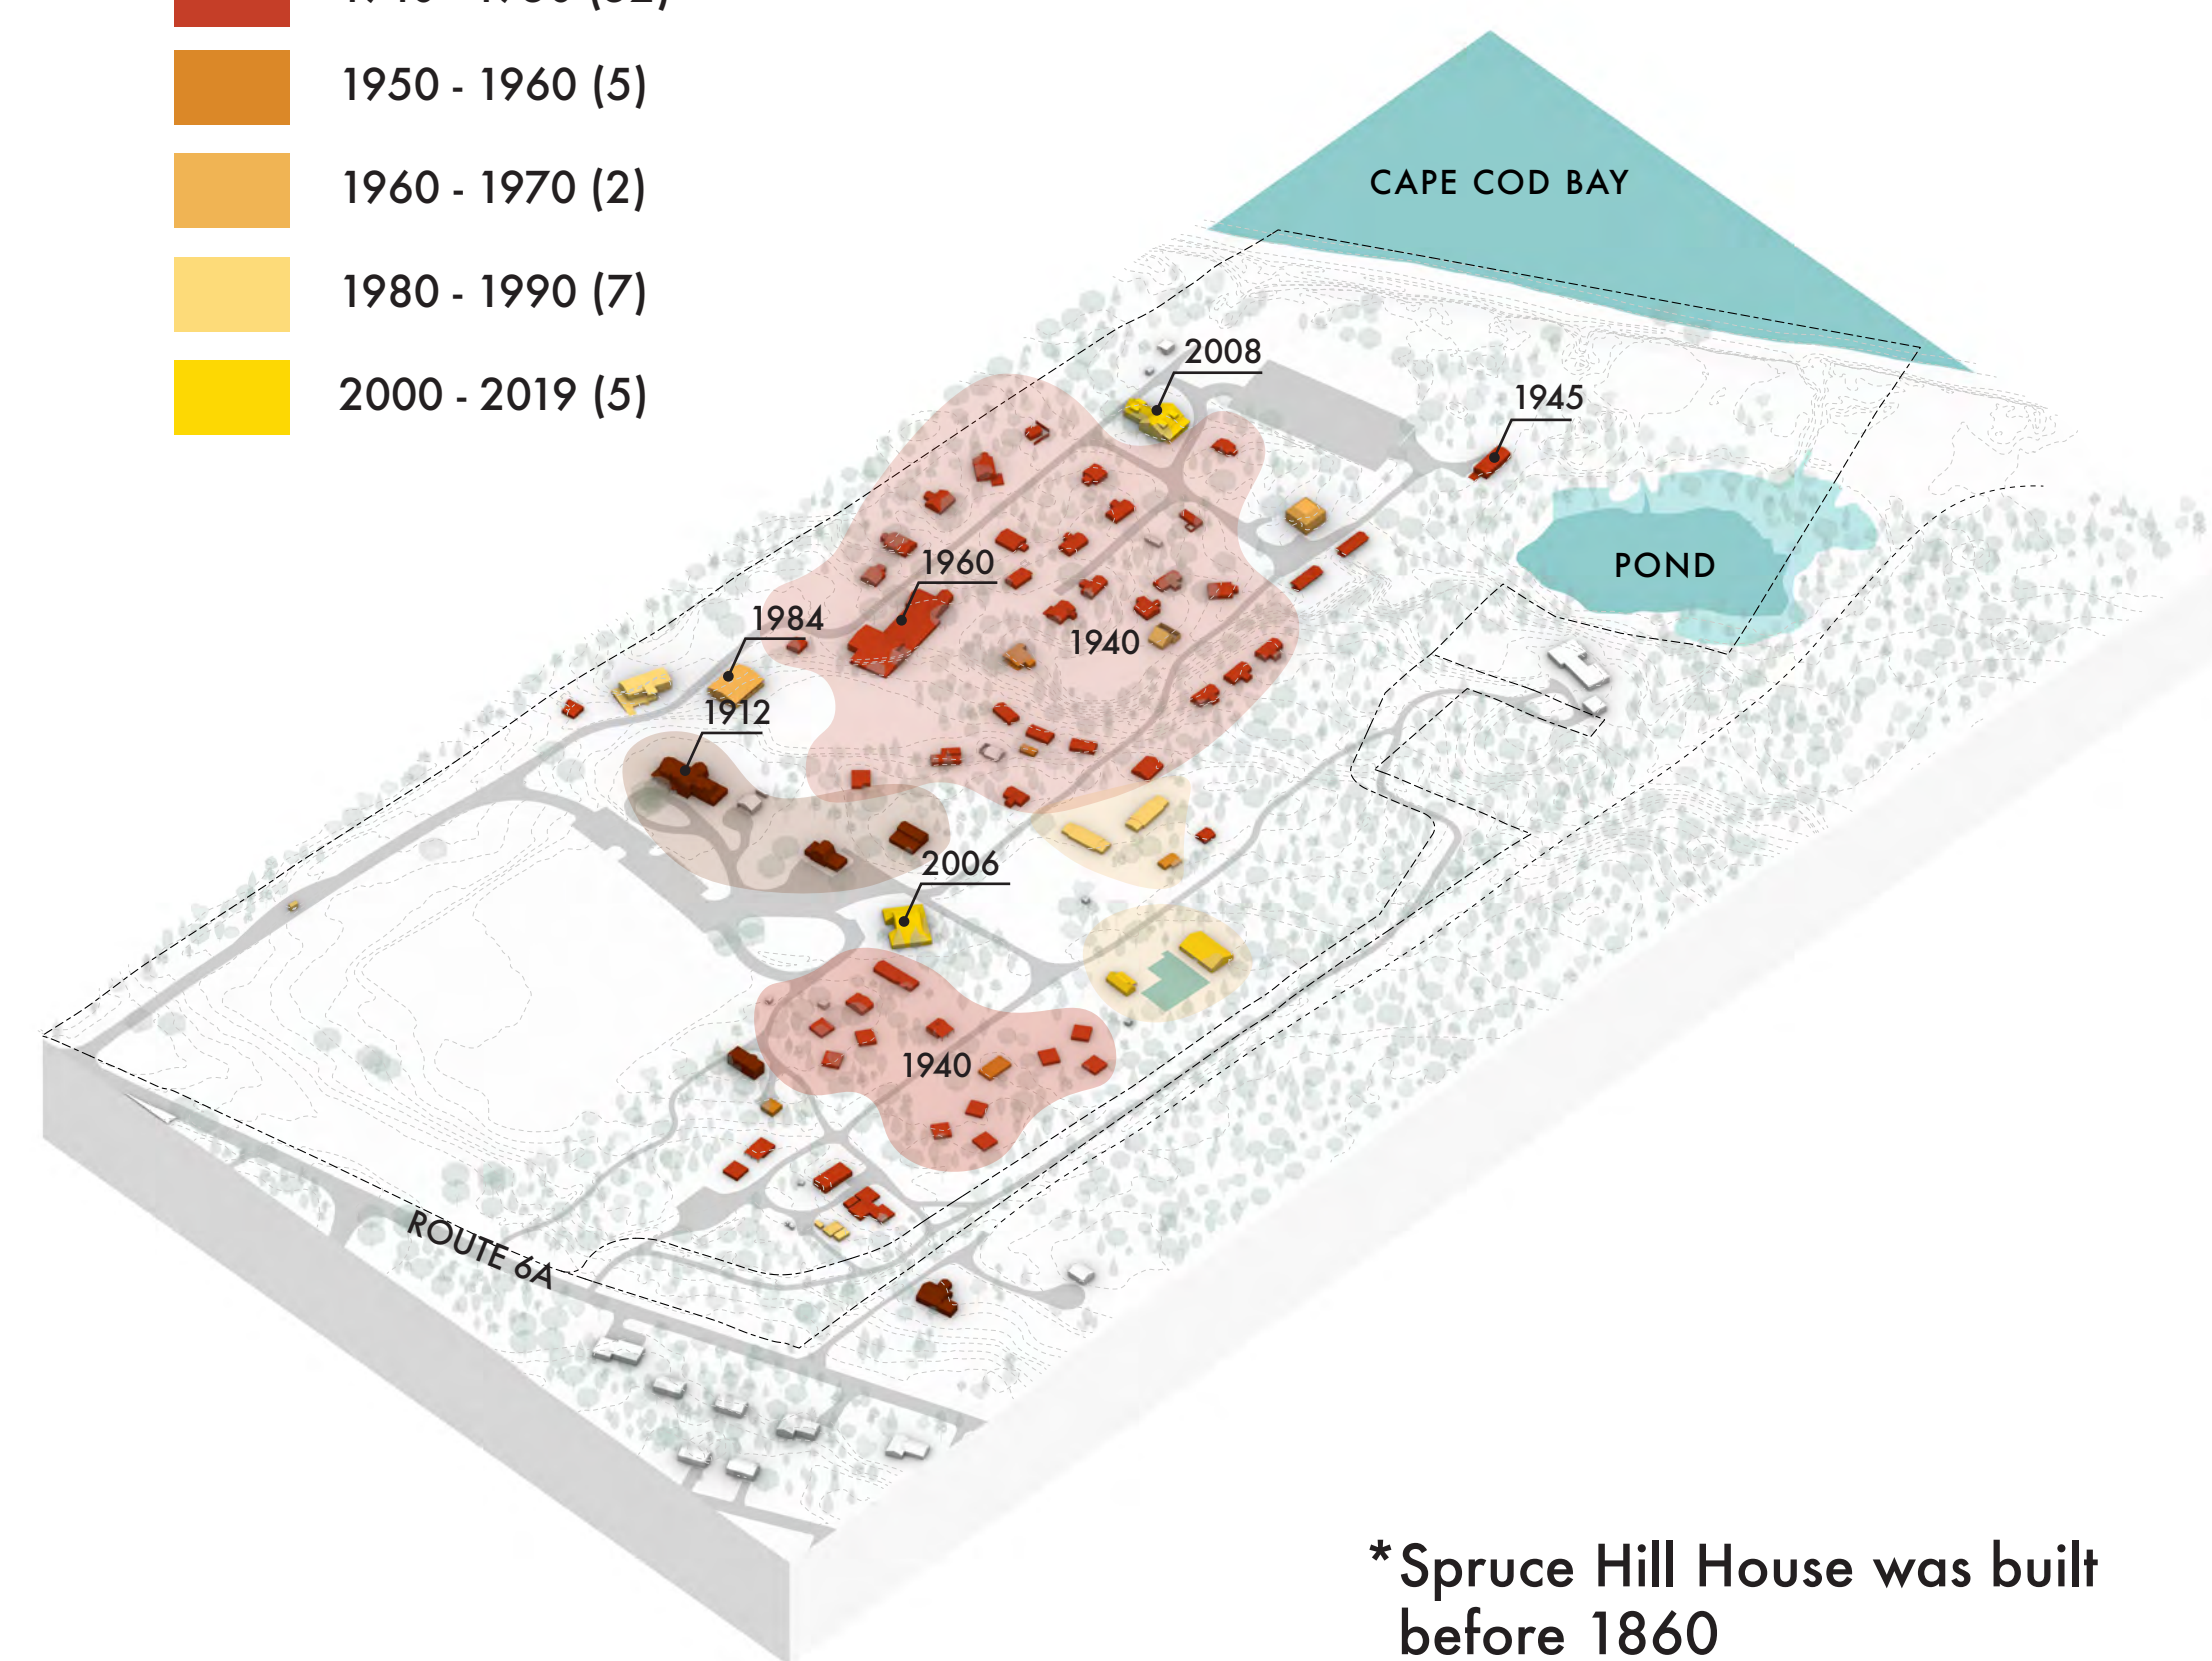 1950 - 1960 (5)
1960 - 1970 (2)
1980 - 1990 (7)
2000 - 2019 (5)
CAPE COD BAY
2008
1945
POND
1960
1984
1940
1912
2006
1940
ROUTE 6A
*Spruce Hill House was built
before 1860